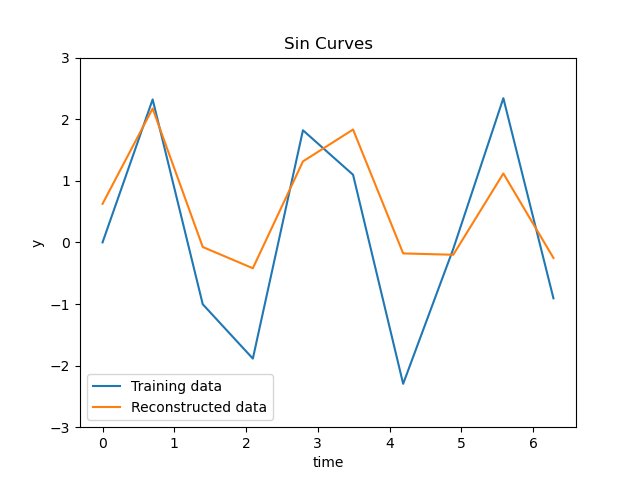 Sin Curves
3
2
1
0
−1
−2
−3
y
Training data
Reconstructed data
0 1 2 3 4 5 6
time